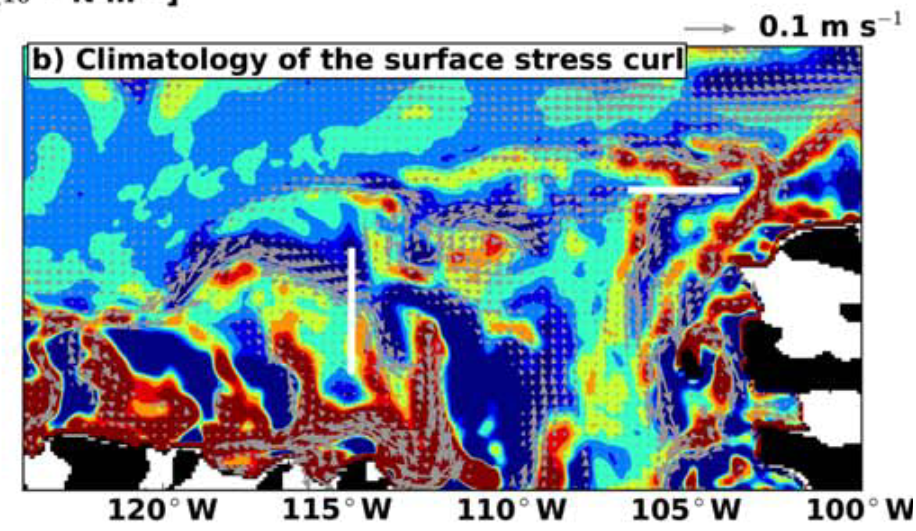 0.1 m s⁻¹
b) Climatology of the surface stress curl
120°W 115°W 110°W 105°W 100°W